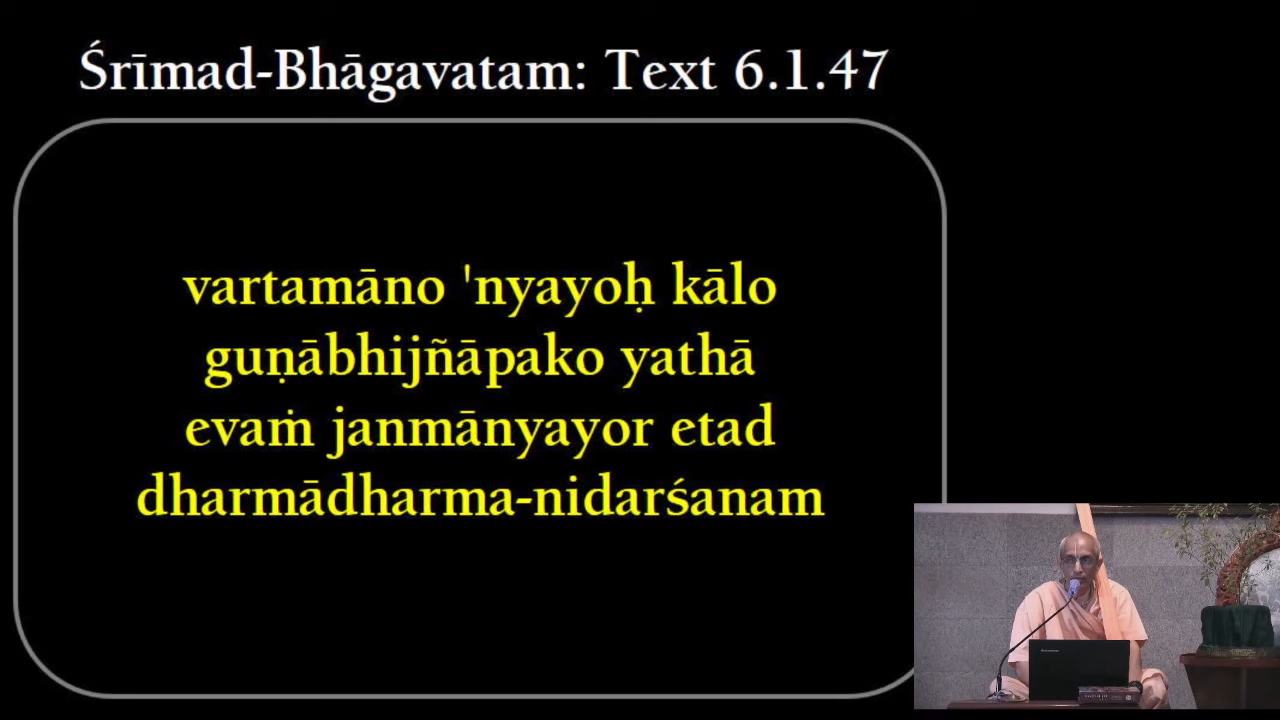 Śrīmad-Bhāgavatam: Text 6.1.47
vartamāno 'nyayoḥ kālo
guṇābhijñāpako yathā
evaṁ janmānyayor etad
dharmādharma-nidarśanam